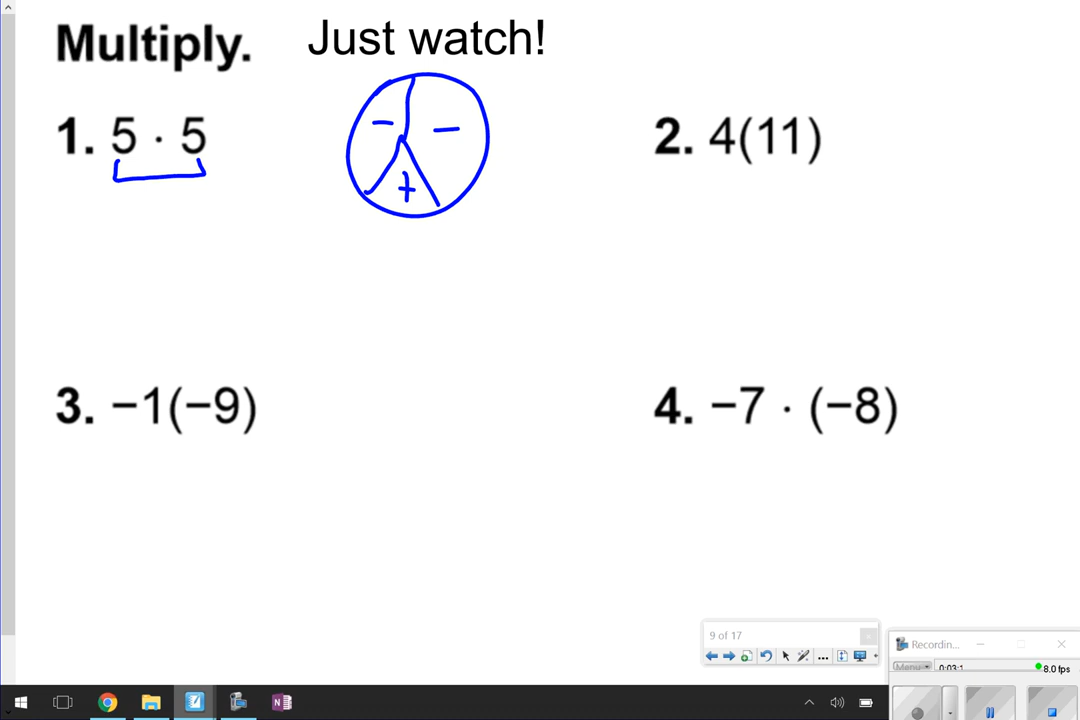 Multiply. Just watch!
1. 5 · 5
2. 4(11)
- -
+
3. −1(−9)
4. −7 · (−8)
9 of 17
Recordin...
Menu
0:03:1
8.0 fps